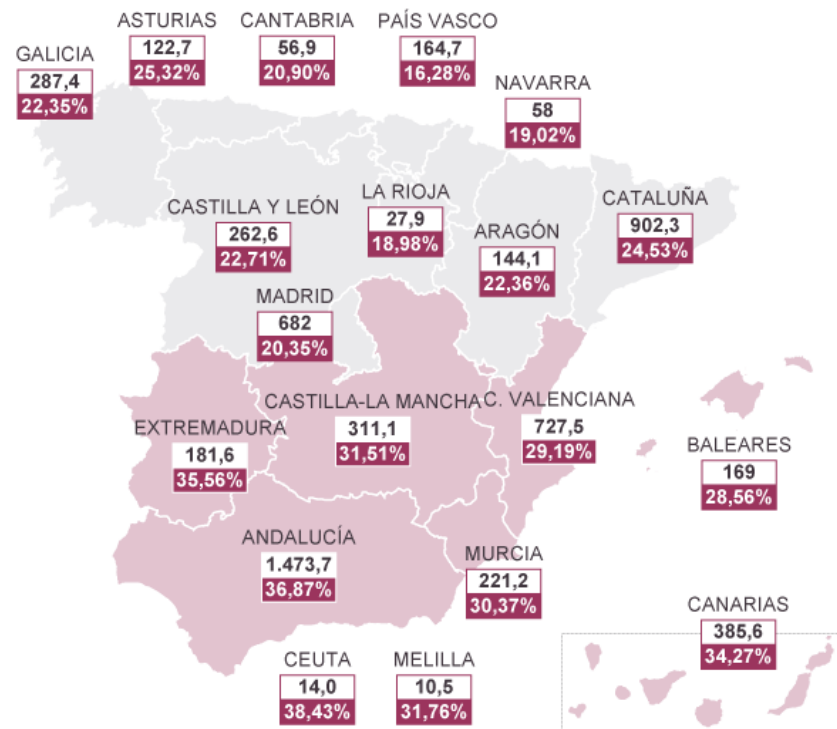 ASTURIAS
122,7
25,32%
CANTABRIA
56,9
20,90%
PAÍS VASCO
164,7
16,28%
GALICIA
287,4
22,35%
NAVARRA
58
19,02%
CASTILLA Y LEÓN
262,6
22,71%
LA RIOJA
27,9
18,98%
ARAGÓN
144,1
22,36%
CATALUÑA
902,3
24,53%
MADRID
682
20,35%
EXTREMADURA
181,6
35,56%
CASTILLA-LA MANCHA
311,1
31,51%
C. VALENCIANA
727,5
29,19%
BALEARES
169
28,56%
ANDALUCÍA
1.473,7
36,87%
MURCIA
221,2
30,37%
CANARIAS
385,6
34,27%
CEUTA
14,0
38,43%
MELILLA
10,5
31,76%